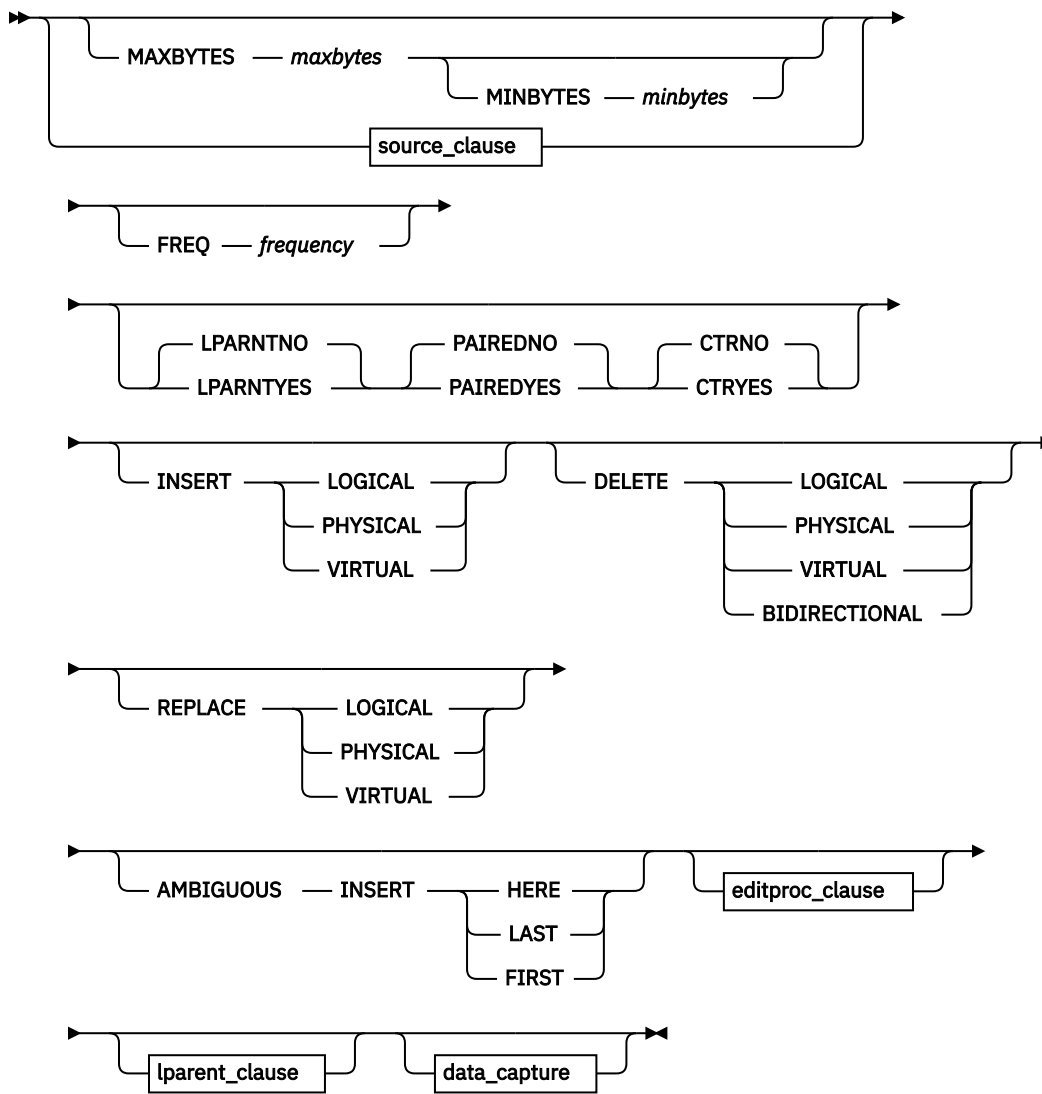 MAXBYTES maxbytes
MINBYTES minbytes
source_clause
FREQ frequency
LPARNTNO PAIREDNO CTRNO
LPARNTYES PAIREDYES CTRYES
INSERT LOGICAL DELETE LOGICAL
PHYSICAL PHYSICAL
VIRTUAL VIRTUAL
BIDIRECTIONAL
REPLACE LOGICAL
PHYSICAL
VIRTUAL
AMBIGUOUS INSERT HERE editproc_clause
LAST
FIRST
lparent_clause data_capture